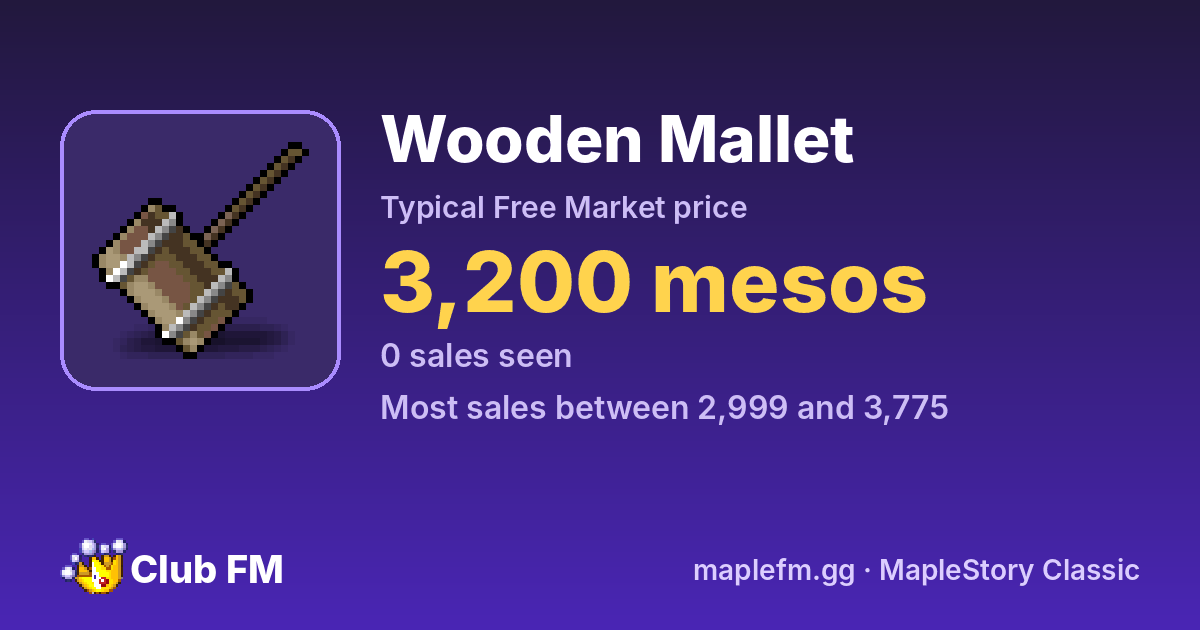 Wooden Mallet
Typical Free Market price
3,200 mesos
0 sales seen
Most sales between 2,999 and 3,775
Club FM
maplefm.gg · MapleStory Classic